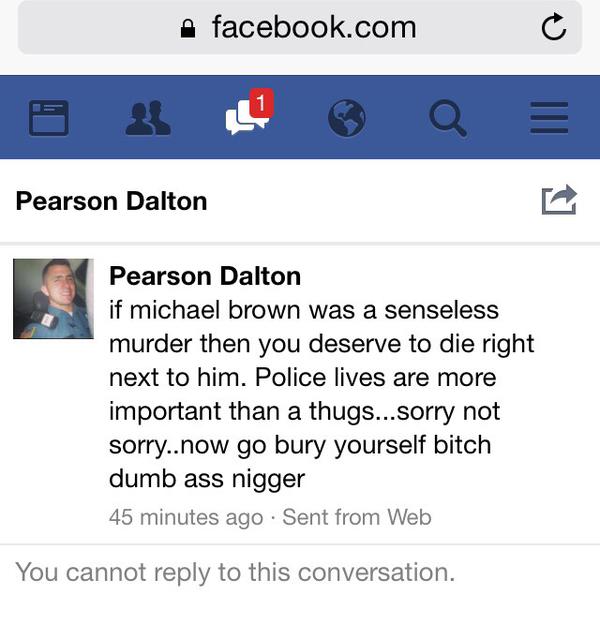 facebook.com
1
Pearson Dalton
Pearson Dalton
if michael brown was a senseless
murder then you deserve to die right
next to him. Police lives are more
important than a thugs...sorry not
sorry..now go bury yourself bitch
dumb ass nigger
45 minutes ago · Sent from Web
You cannot reply to this conversation.